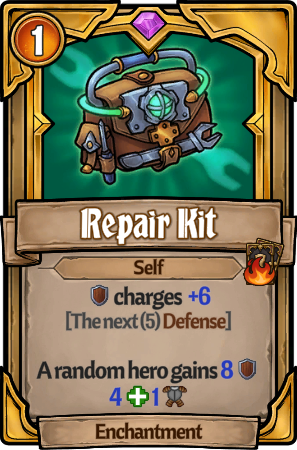 1
Repair Kit
Self
charges +6
[The next (5) Defense]
A random hero gains 8
4 1
Enchantment